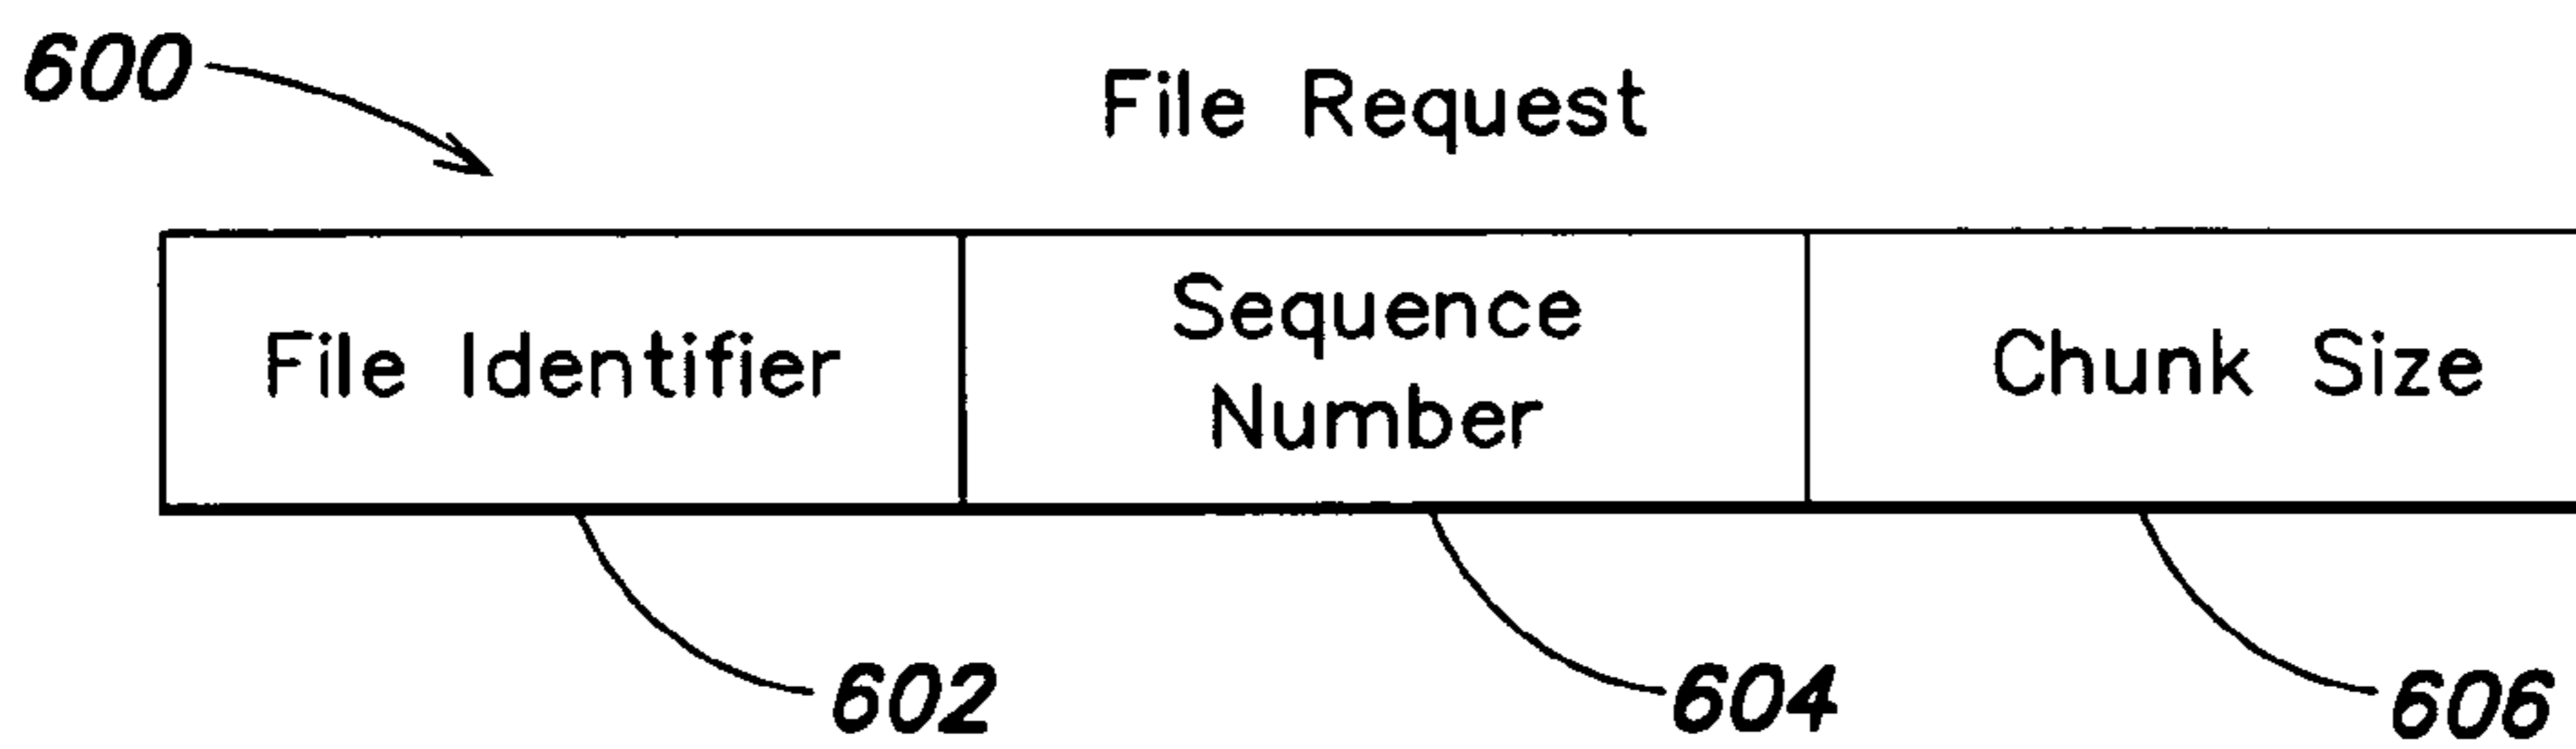 600
File Request
File Identifier
Sequence
Number
Chunk Size
602
604
606